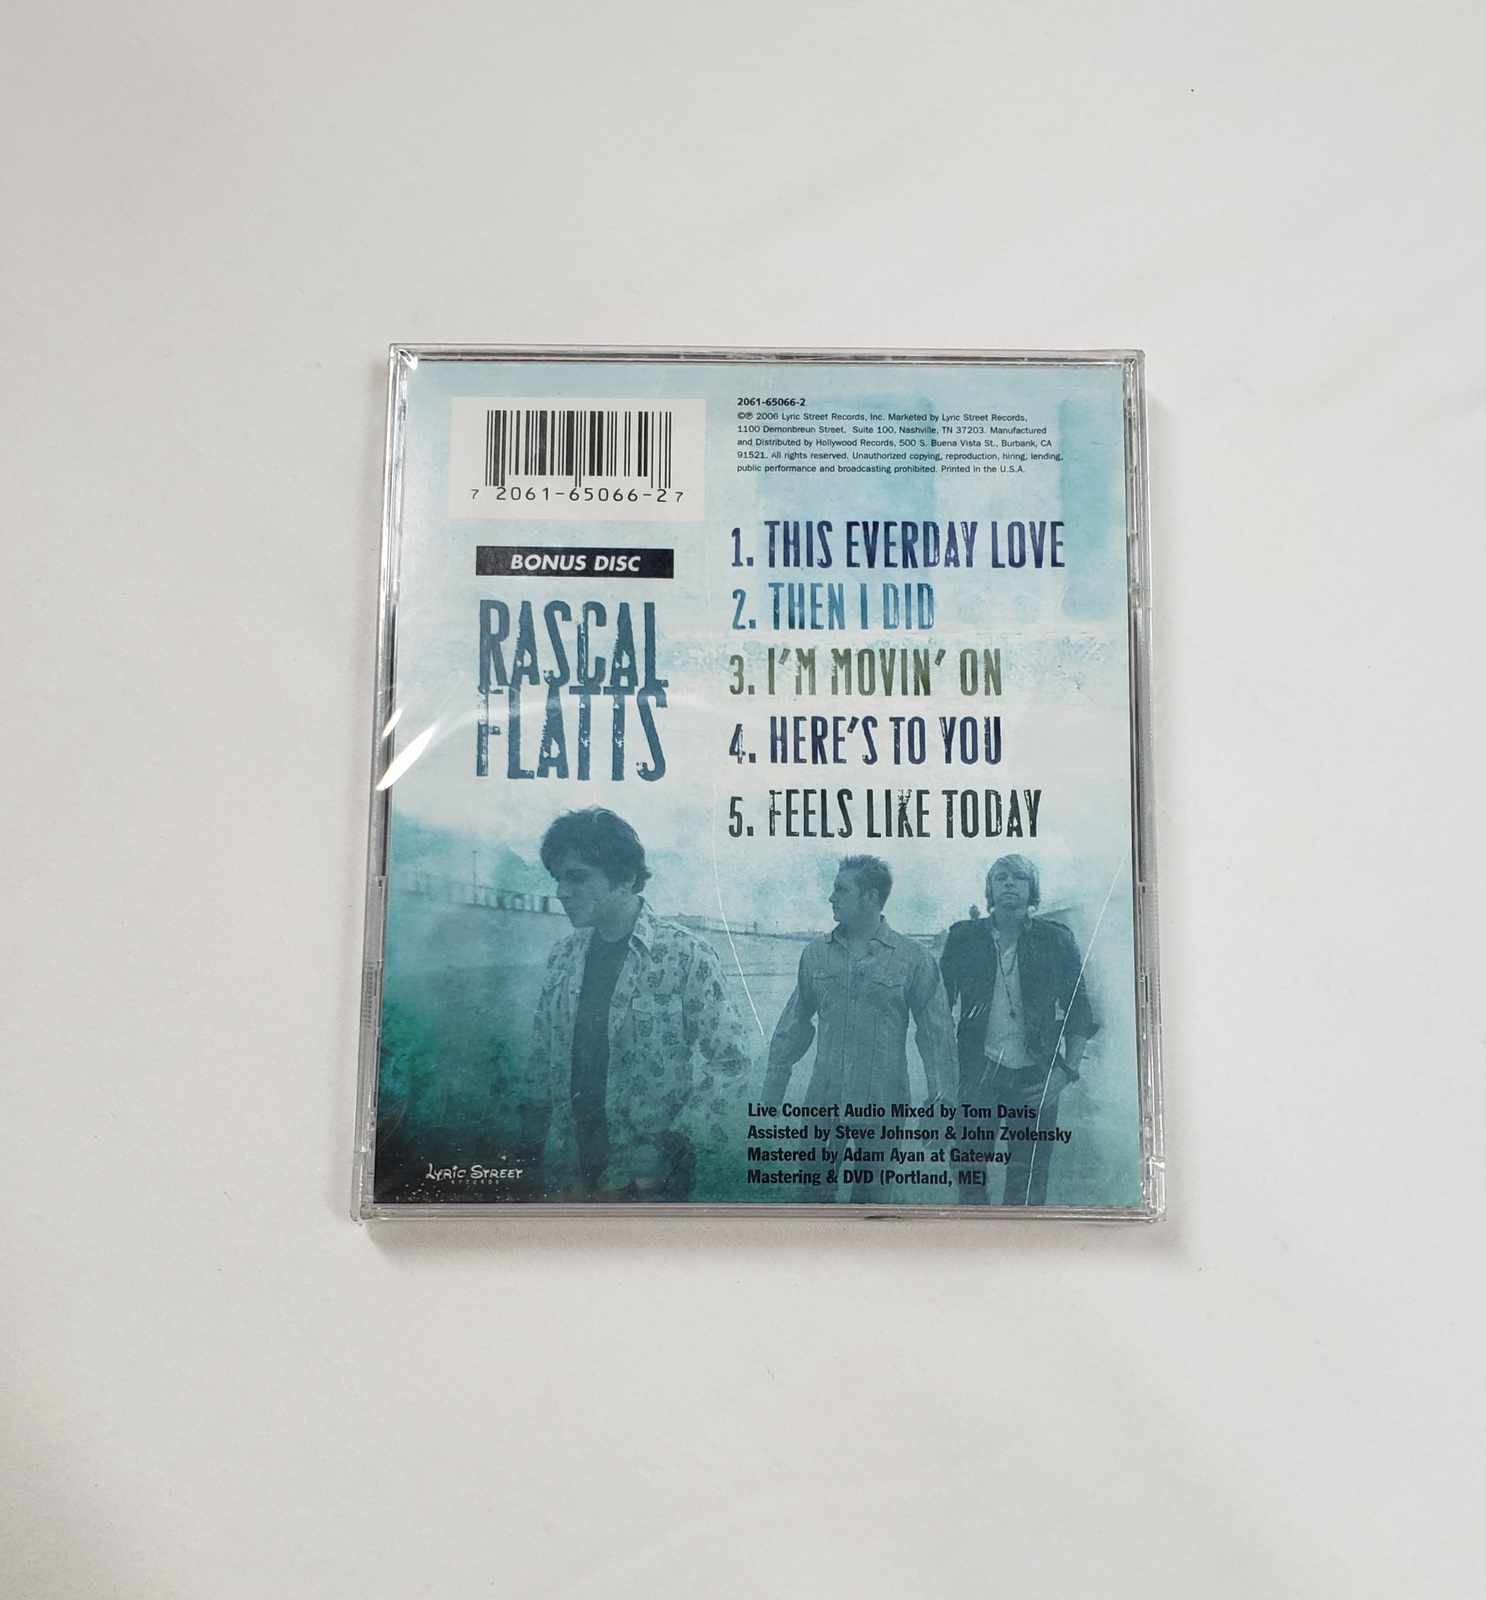 7 2061-65066-2 7
BONUS DISC
RASCAL
FLATTS
2061-65066-2
©℗ 2006 Lyric Street Records, Inc. Marketed by Lyric Street Records,
1100 Demonbreun Street, Suite 100, Nashville, TN 37203. Manufactured
and Distributed by Hollywood Records, 500 S. Buena Vista St., Burbank, CA
91521. All rights reserved. Unauthorized copying, reproduction, hiring, lending,
public performance and broadcasting prohibited. Printed in the U.S.A.
1. THIS EVERDAY LOVE
2. THEN I DID
3. I'M MOVIN' ON
4. HERE'S TO YOU
5. FEELS LIKE TODAY
Live Concert Audio Mixed by Tom Davis
Assisted by Steve Johnson & John Zvolensky
Mastered by Adam Ayan at Gateway
Mastering & DVD (Portland, ME)
LYRIC STREET
RECORDS